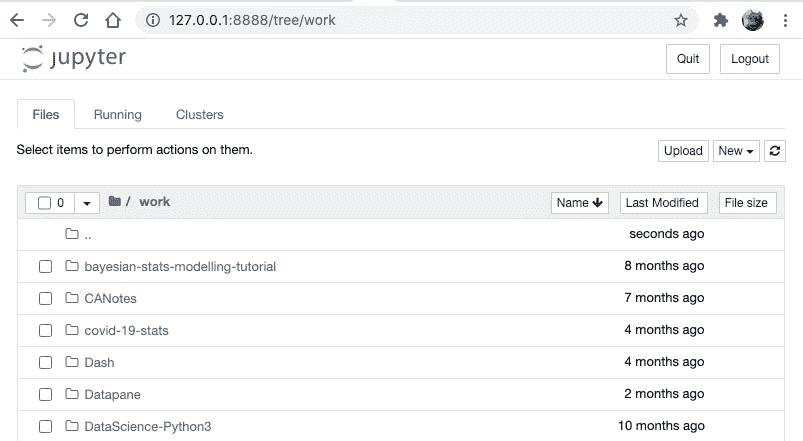 127.0.0.1:8888/tree/work
jupyter
Quit Logout
Files Running Clusters
Select items to perform actions on them.
Upload New
0 / work Name Last Modified File size
.. seconds ago
bayesian-stats-modelling-tutorial 8 months ago
CANotes 7 months ago
covid-19-stats 4 months ago
Dash 4 months ago
Datapane 2 months ago
DataScience-Python3 10 months ago